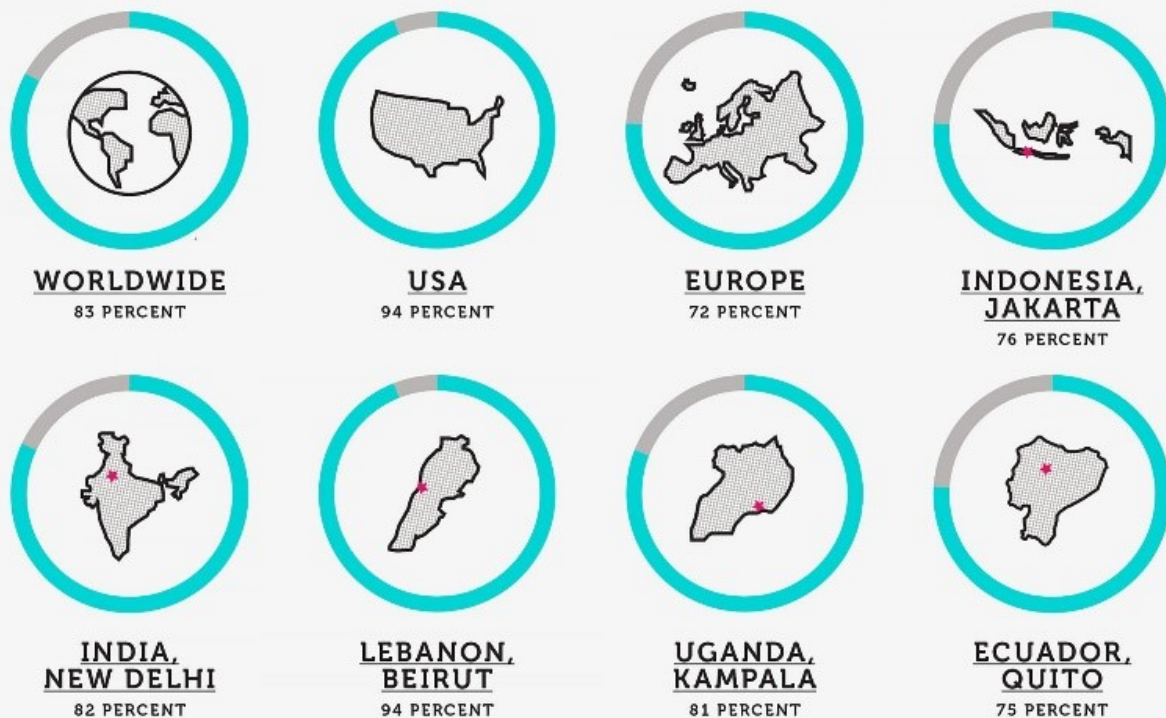 WORLDWIDE
83 PERCENT
USA
94 PERCENT
EUROPE
72 PERCENT
INDONESIA,
JAKARTA
76 PERCENT
INDIA,
NEW DELHI
82 PERCENT
LEBANON,
BEIRUT
94 PERCENT
UGANDA,
KAMPALA
81 PERCENT
ECUADOR,
QUITO
75 PERCENT